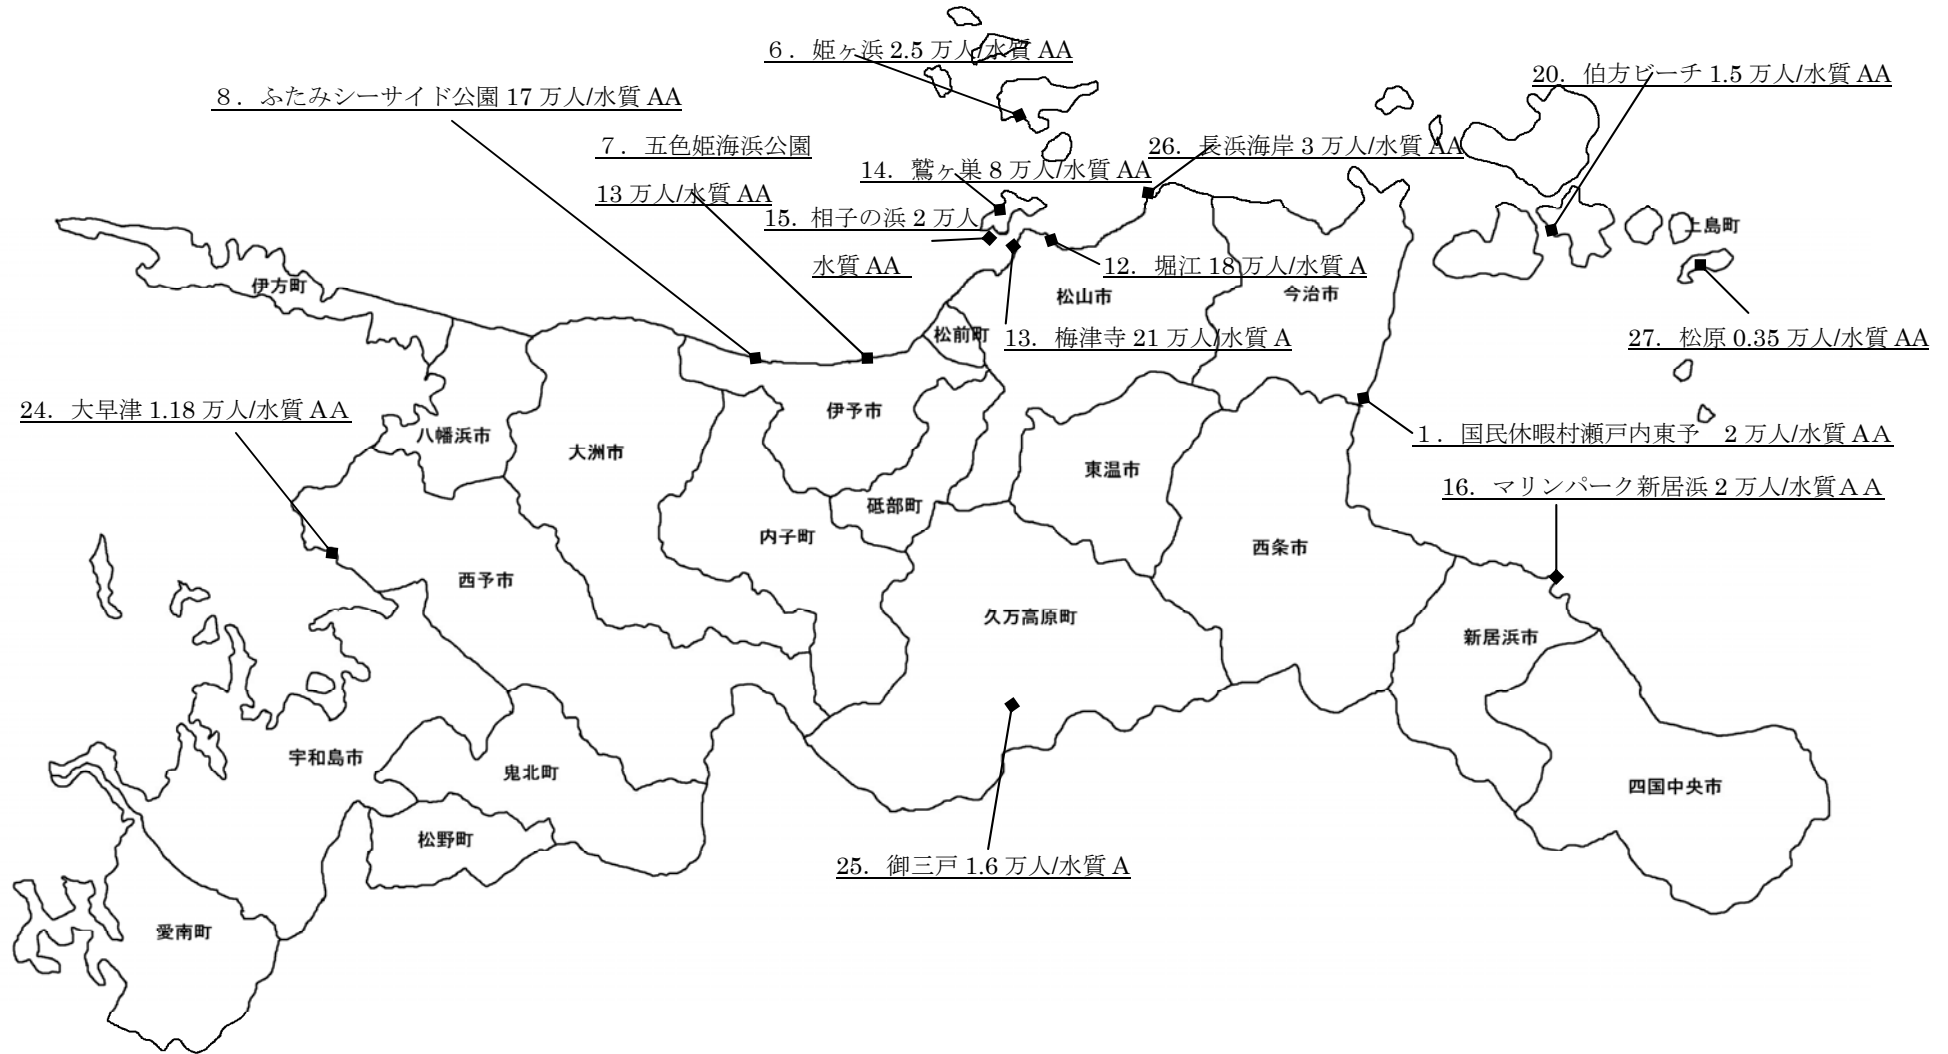 ６．姫ヶ浜 2.5 万人/水質 AA
20．伯方ビーチ 1.5 万人/水質 AA
８．ふたみシーサイド公園 17 万人/水質 AA
７．五色姫海浜公園
13 万人/水質 AA
26．長浜海岸 3 万人/水質 AA
14．鷲ヶ巣 8 万人/水質 AA
15．相子の浜 2 万人
水質 AA
上島町
12．堀江 18 万人/水質 A
伊方町
松山市
今治市
松前町
13．梅津寺 21 万人/水質 A
27．松原 0.35 万人/水質 AA
24．大早津 1.18 万人/水質 AA
伊予市
八幡浜市
大洲市
１．国民休暇村瀬戸内東予　2 万人/水質 AA
東温市
16．マリンパーク新居浜 2 万人/水質ＡＡ
砥部町
内子町
西条市
西予市
久万高原町
新居浜市
宇和島市
鬼北町
四国中央市
松野町
25．御三戸 1.6 万人/水質 A
愛南町